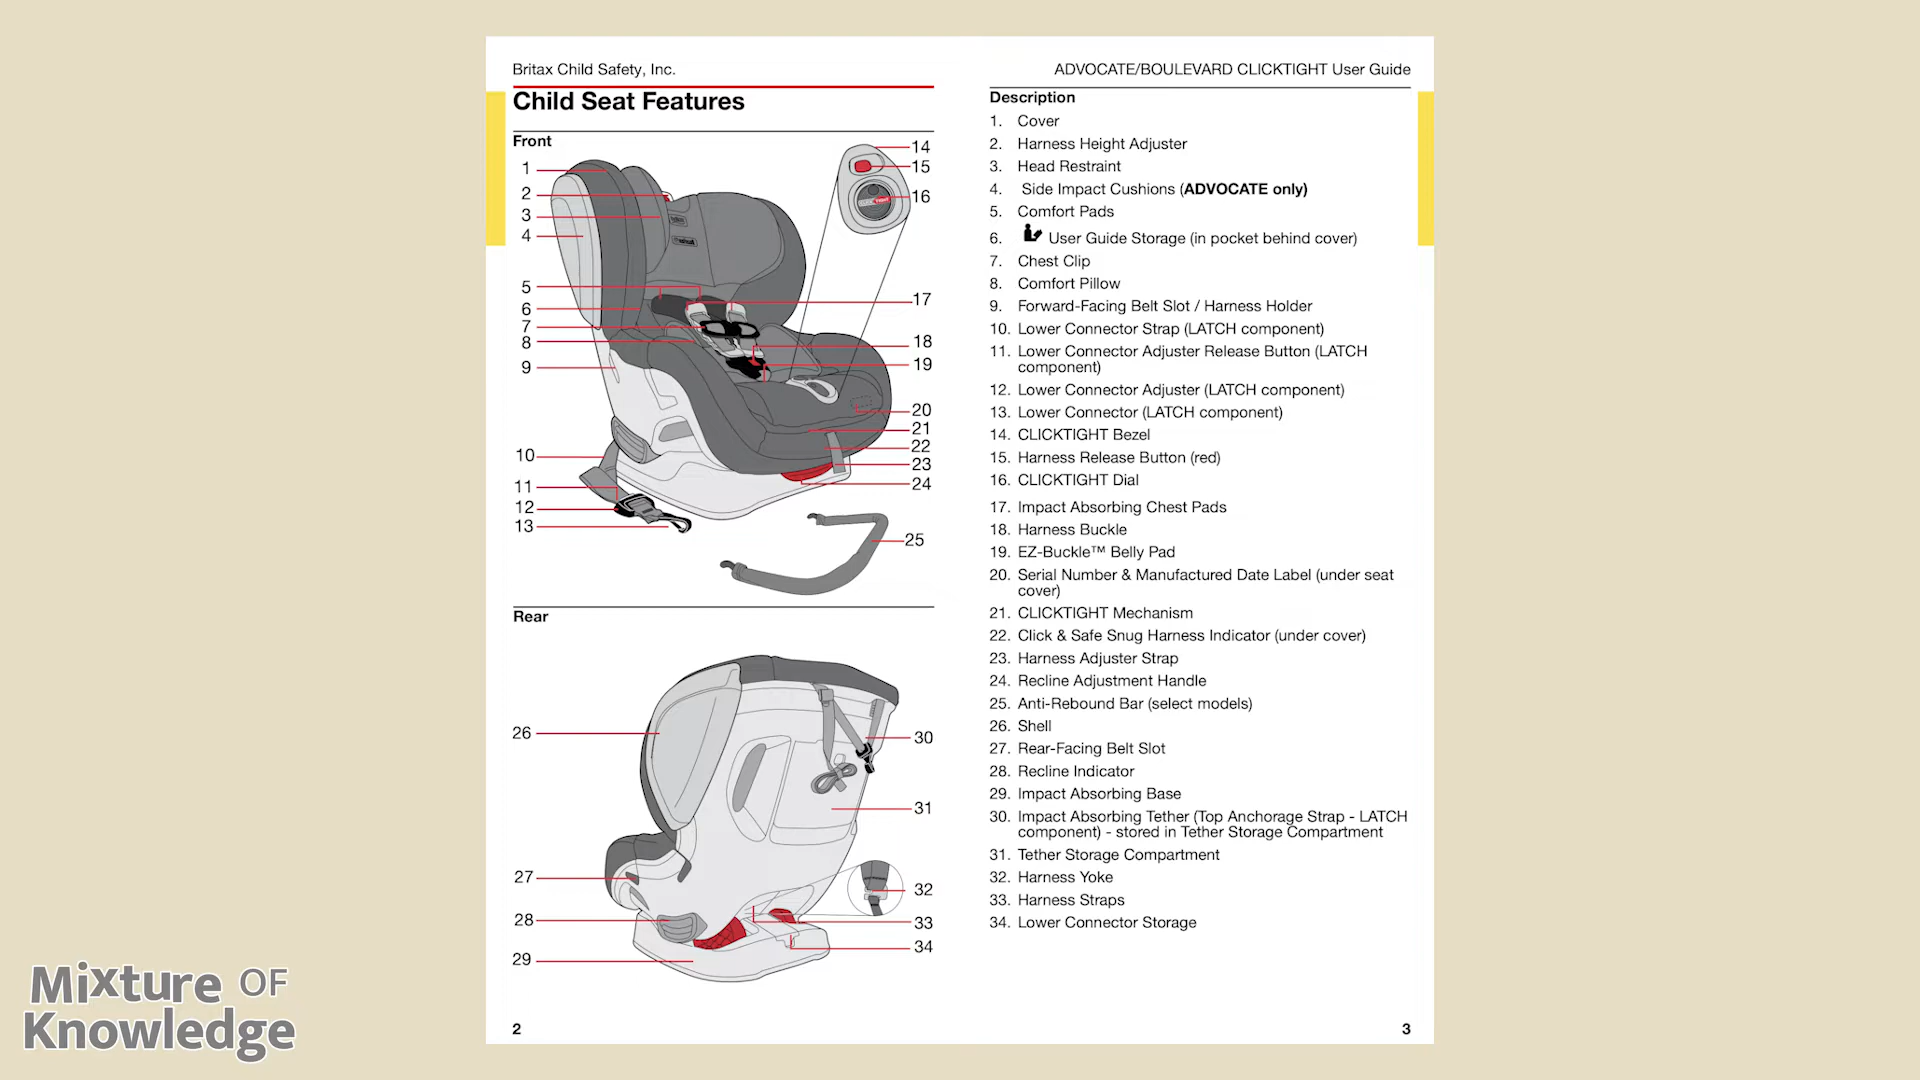 Britax Child Safety, Inc.
ADVOCATE/BOULEVARD CLICKTIGHT User Guide
Child Seat Features
Front
1
2
3
4
5
6
7
8
9
10
11
12
13
14
15
16
17
18
19
20
21
22
23
24
25
Rear
26
27
28
29
30
31
32
33
34
Description
1. Cover
2. Harness Height Adjuster
3. Head Restraint
4. Side Impact Cushions (ADVOCATE only)
5. Comfort Pads
6. User Guide Storage (in pocket behind cover)
7. Chest Clip
8. Comfort Pillow
9. Forward-Facing Belt Slot / Harness Holder
10. Lower Connector Strap (LATCH component)
11. Lower Connector Adjuster Release Button (LATCH
component)
12. Lower Connector Adjuster (LATCH component)
13. Lower Connector (LATCH component)
14. CLICKTIGHT Bezel
15. Harness Release Button (red)
16. CLICKTIGHT Dial
17. Impact Absorbing Chest Pads
18. Harness Buckle
19. EZ-Buckle™ Belly Pad
20. Serial Number & Manufactured Date Label (under seat
cover)
21. CLICKTIGHT Mechanism
22. Click & Safe Snug Harness Indicator (under cover)
23. Harness Adjuster Strap
24. Recline Adjustment Handle
25. Anti-Rebound Bar (select models)
26. Shell
27. Rear-Facing Belt Slot
28. Recline Indicator
29. Impact Absorbing Base
30. Impact Absorbing Tether (Top Anchorage Strap - LATCH
component) - stored in Tether Storage Compartment
31. Tether Storage Compartment
32. Harness Yoke
33. Harness Straps
34. Lower Connector Storage
2
3
Mixture OF
Knowledge